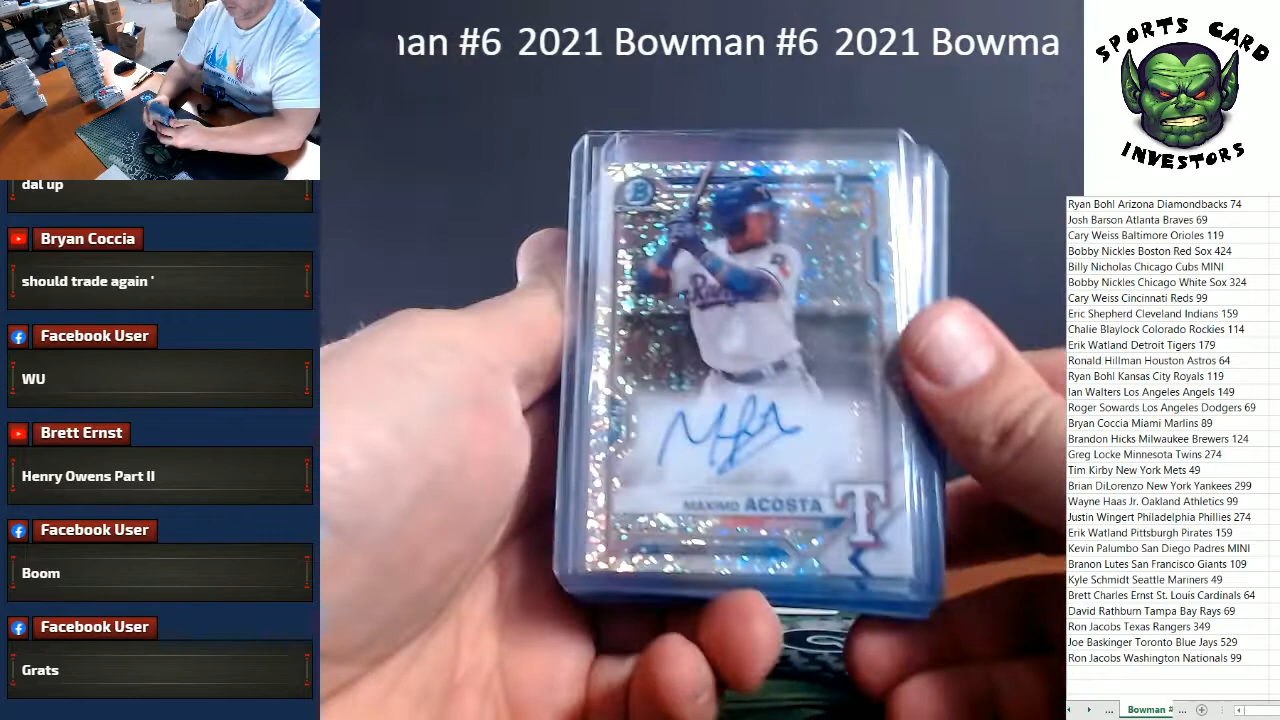 nan #6 2021 Bowman #6 2021 Bowma
SPORTS CARD
INVESTORS
dal up
Bryan Coccia
should trade again '
Facebook User
WU
Brett Ernst
Henry Owens Part II
Facebook User
Boom
Facebook User
Grats
MAXIMO ACOSTA
T
Ryan Bohl Arizona Diamondbacks 74
Josh Barson Atlanta Braves 69
Cary Weiss Baltimore Orioles 119
Bobby Nickles Boston Red Sox 424
Billy Nicholas Chicago Cubs MINI
Bobby Nickles Chicago White Sox 324
Cary Weiss Cincinnati Reds 99
Eric Shepherd Cleveland Indians 159
Chalie Blaylock Colorado Rockies 114
Erik Watland Detroit Tigers 179
Ronald Hillman Houston Astros 64
Ryan Bohl Kansas City Royals 119
Ian Walters Los Angeles Angels 149
Roger Sowards Los Angeles Dodgers 69
Bryan Coccia Miami Marlins 89
Brandon Hicks Milwaukee Brewers 124
Greg Locke Minnesota Twins 274
Tim Kirby New York Mets 49
Brian DiLorenzo New York Yankees 299
Wayne Haas Jr. Oakland Athletics 99
Justin Wingert Philadelphia Phillies 274
Erik Watland Pittsburgh Pirates 159
Kevin Palumbo San Diego Padres MINI
Branon Lutes San Francisco Giants 109
Kyle Schmidt Seattle Mariners 49
Brett Charles Ernst St. Louis Cardinals 64
David Rathburn Tampa Bay Rays 69
Ron Jacobs Texas Rangers 349
Joe Baskinger Toronto Blue Jays 529
Ron Jacobs Washington Nationals 99
... Bowman # ...